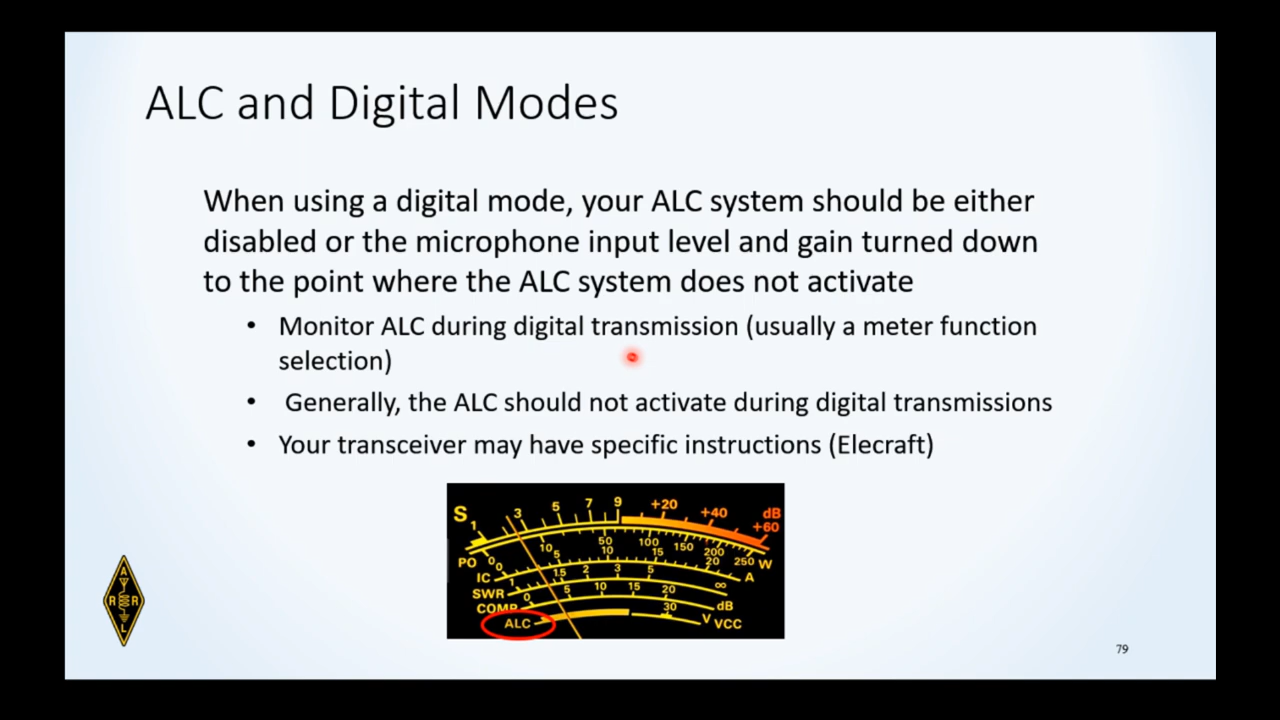 ALC and Digital Modes
When using a digital mode, your ALC system should be either
disabled or the microphone input level and gain turned down
to the point where the ALC system does not activate
• Monitor ALC during digital transmission (usually a meter function
selection)
• Generally, the ALC should not activate during digital transmissions
• Your transceiver may have specific instructions (Elecraft)
S 1 3 5 7 9 +20 +40 +60 dB
PO 0 10 50 100 150 200 250 W
IC 0 5 10 15 20 A
SWR 1 1.5 2 3 5 ∞
COMP 0 5 10 15 20 dB
ALC 30 V VCC
A
R R
L
79